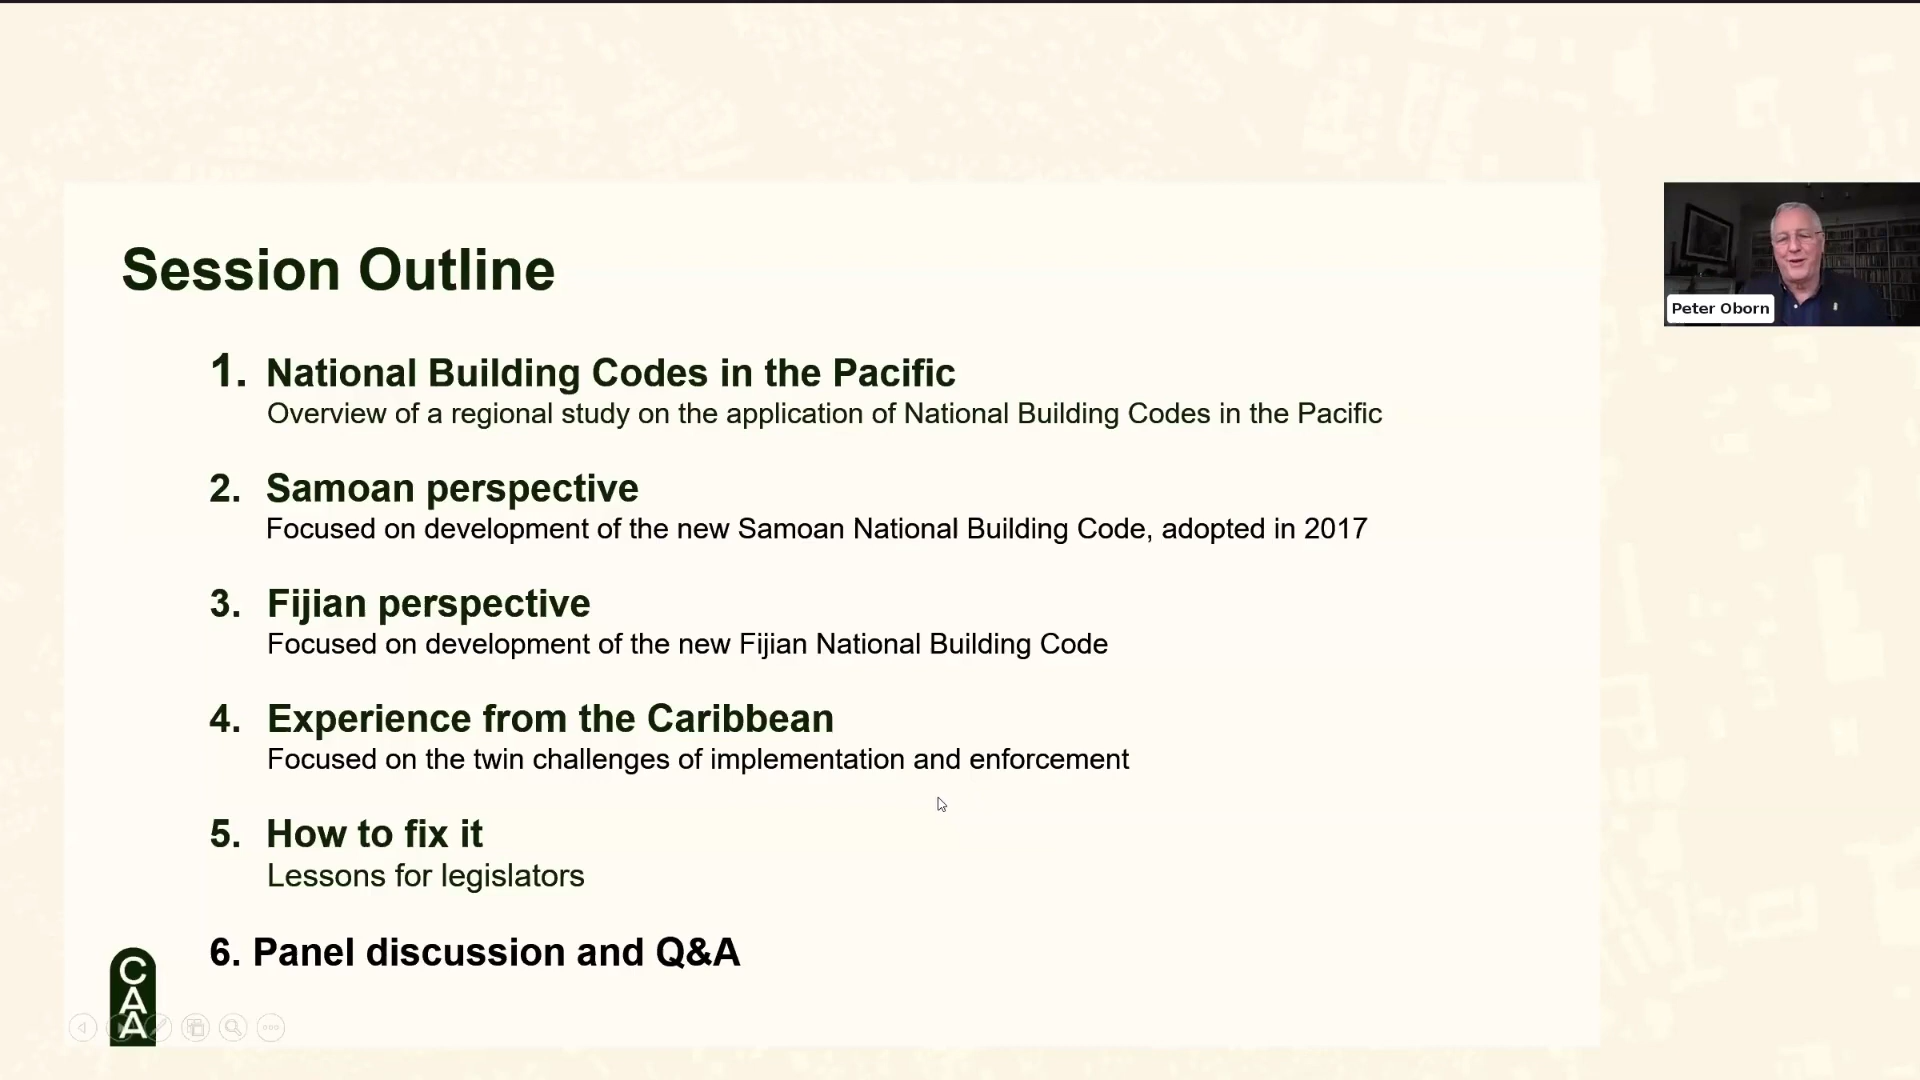 Session Outline
1. National Building Codes in the Pacific
Overview of a regional study on the application of National Building Codes in the Pacific
2. Samoan perspective
Focused on development of the new Samoan National Building Code, adopted in 2017
3. Fijian perspective
Focused on development of the new Fijian National Building Code
4. Experience from the Caribbean
Focused on the twin challenges of implementation and enforcement
5. How to fix it
Lessons for legislators
6. Panel discussion and Q&A
C
A
A
Peter Oborn